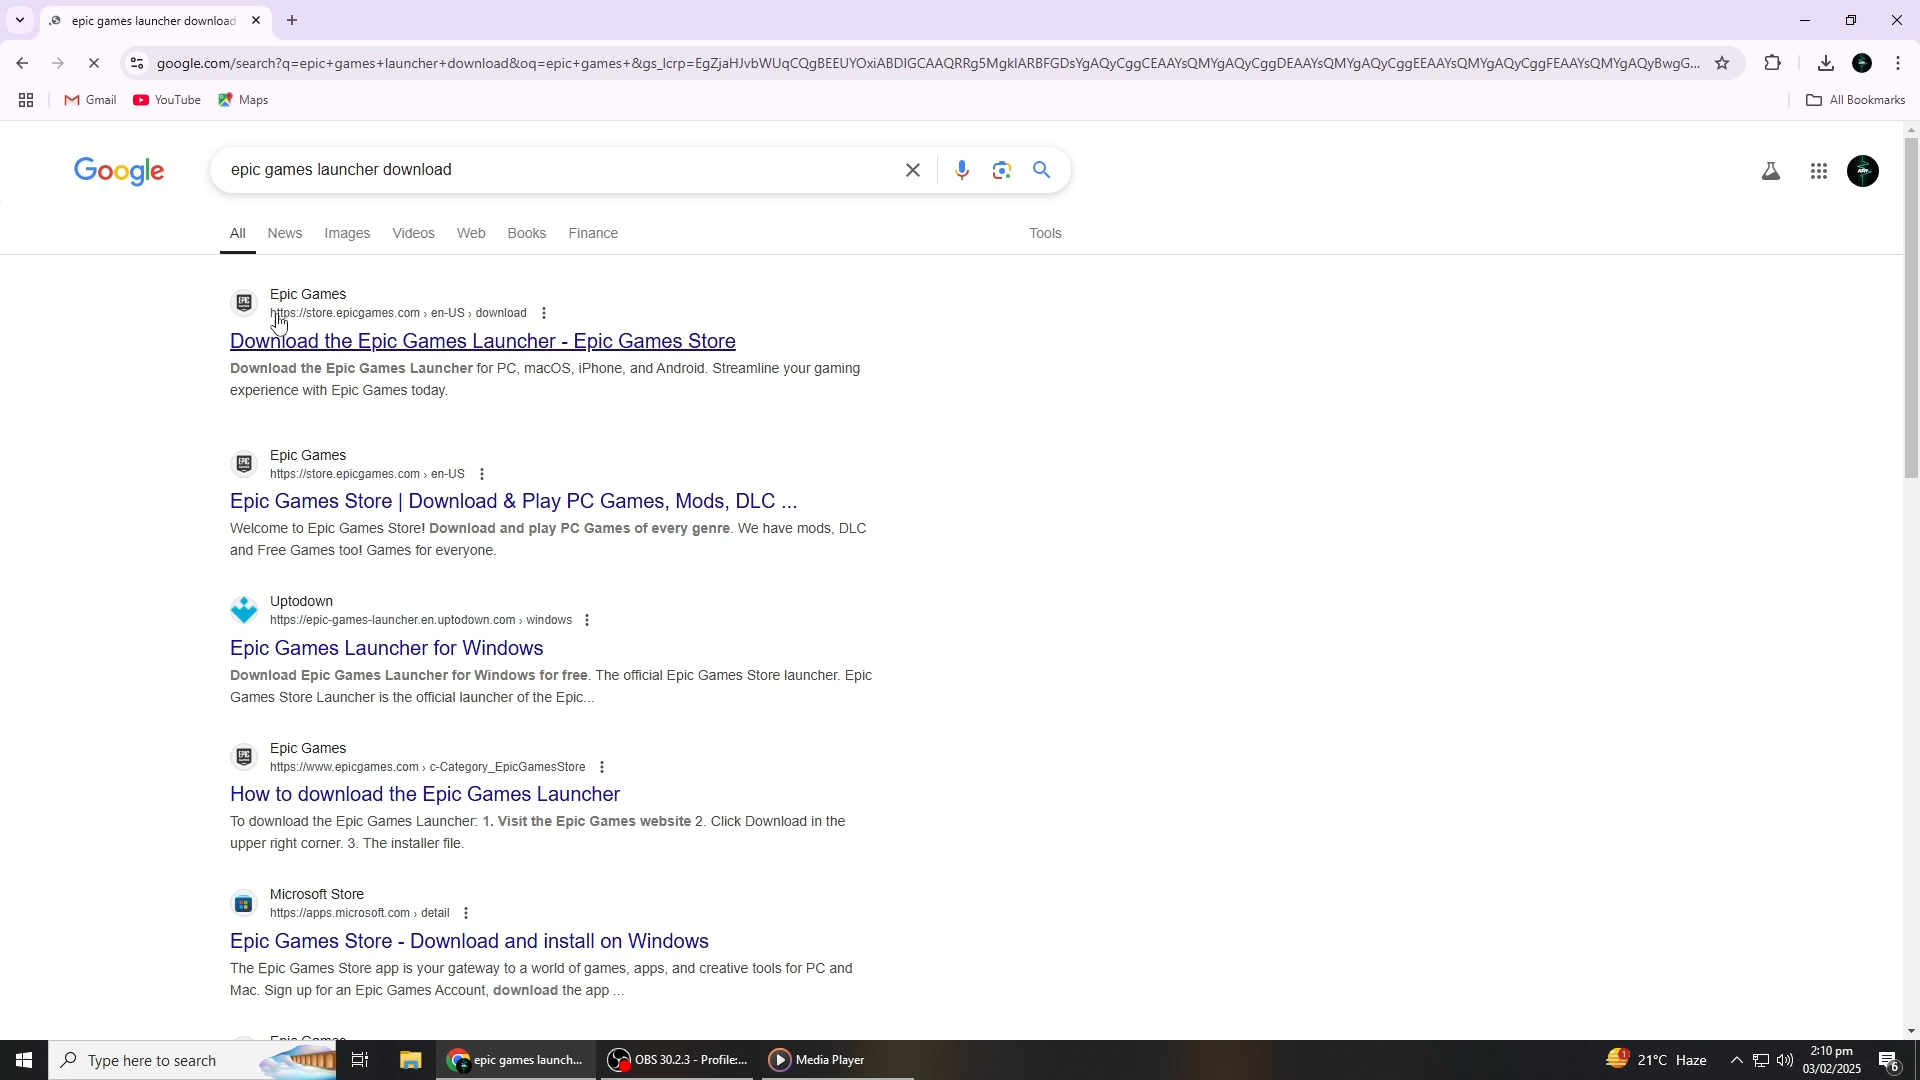 epic games launcher download
google.com/search?q=epic+games+launcher+download&oq=epic+games+&gs_lcrp=EgZjaHJvbWUqCQgBEEUYOxiABDIGCAAQRRg5MgkIARBFGDsYgAQyCggCEAAYsQMYgAQyCggDEAAYsQMYgAQyCggEEAAYsQMYgAQyCggFEAAYsQMYgAQyBwgG...
Gmail
YouTube
Maps
All Bookmarks
Google
epic games launcher download
All
News
Images
Videos
Web
Books
Finance
Tools
Epic Games
https://store.epicgames.com › en-US › download
Download the Epic Games Launcher - Epic Games Store
Download the Epic Games Launcher for PC, macOS, iPhone, and Android. Streamline your gaming
experience with Epic Games today.
Epic Games
https://store.epicgames.com › en-US
Epic Games Store | Download & Play PC Games, Mods, DLC ...
Welcome to Epic Games Store! Download and play PC Games of every genre. We have mods, DLC
and Free Games too! Games for everyone.
Uptodown
https://epic-games-launcher.en.uptodown.com › windows
Epic Games Launcher for Windows
Download Epic Games Launcher for Windows for free. The official Epic Games Store launcher. Epic
Games Store Launcher is the official launcher of the Epic...
Epic Games
https://www.epicgames.com › c-Category_EpicGamesStore
How to download the Epic Games Launcher
To download the Epic Games Launcher: 1. Visit the Epic Games website 2. Click Download in the
upper right corner. 3. The installer file.
Microsoft Store
https://apps.microsoft.com › detail
Epic Games Store - Download and install on Windows
The Epic Games Store app is your gateway to a world of games, apps, and creative tools for PC and
Mac. Sign up for an Epic Games Account, download the app ...
Type here to search
epic games launch...
OBS 30.2.3 - Profile:...
Media Player
1
21°C Haze
2:10 pm
03/02/2025
6